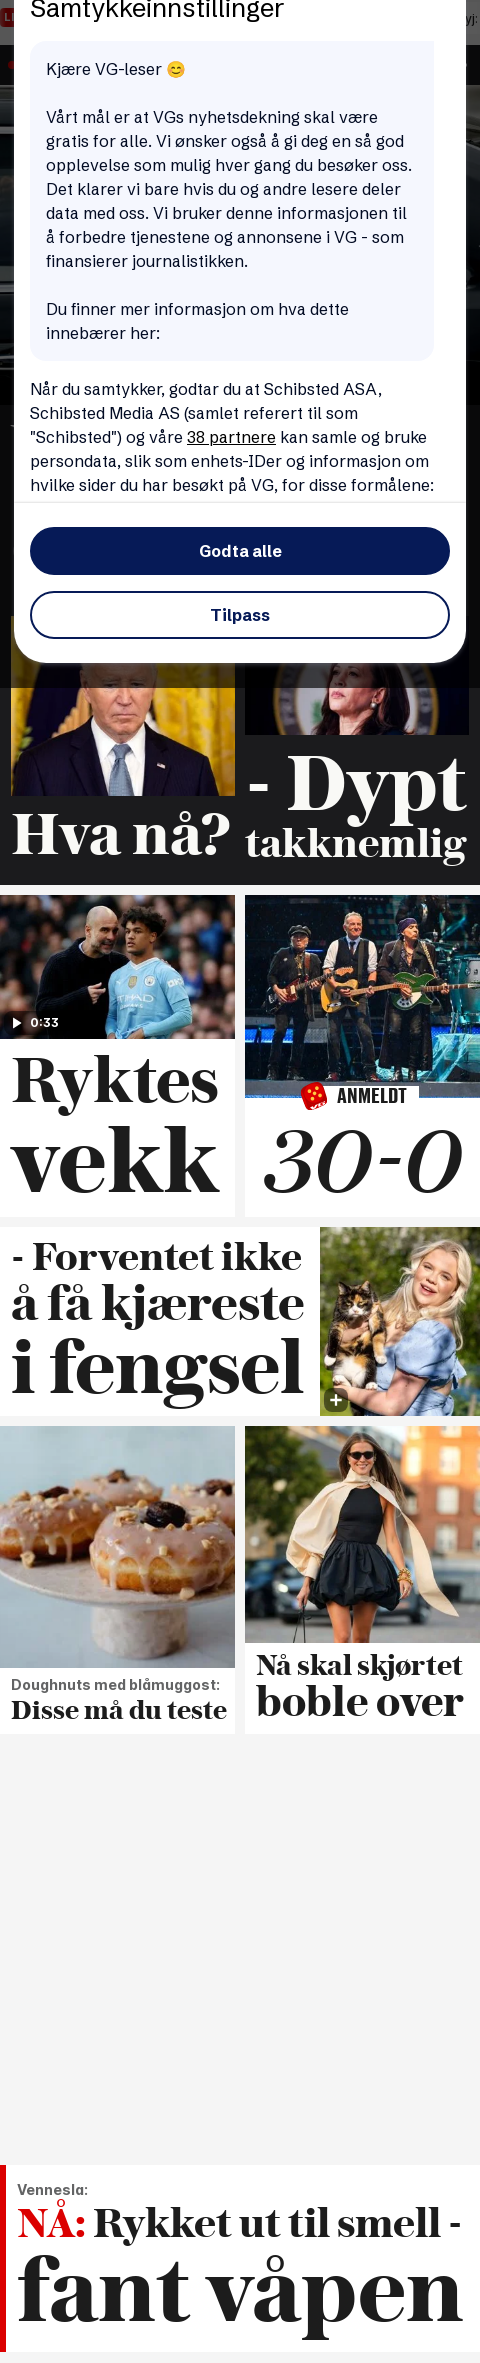 Samtykkeinnstillinger
Kjære VG-leser 😊
Vårt mål er at VGs nyhetsdekning skal være
gratis for alle. Vi ønsker også å gi deg en så god
opplevelse som mulig hver gang du besøker oss.
Det klarer vi bare hvis du og andre lesere deler
data med oss. Vi bruker denne informasjonen til
å forbedre tjenestene og annonsene i VG - som
finansierer journalistikken.
Du finner mer informasjon om hva dette
innebærer her:
Når du samtykker, godtar du at Schibsted ASA,
Schibsted Media AS (samlet referert til som
"Schibsted") og våre 38 partnere kan samle og bruke
persondata, slik som enhets-IDer og informasjon om
hvilke sider du har besøkt på VG, for disse formålene:
Godta alle
Tilpass
Hva nå?
- Dypt
takknemlig
0:33
Ryktes
vekk
ANMELDT
30-0
- Forventet ikke
å få kjæreste
i fengsel
Doughnuts med blåmuggost:
Disse må du teste
Nå skal skjørtet
boble over
Vennesla:
NÅ: Rykket ut til smell -
fant våpen